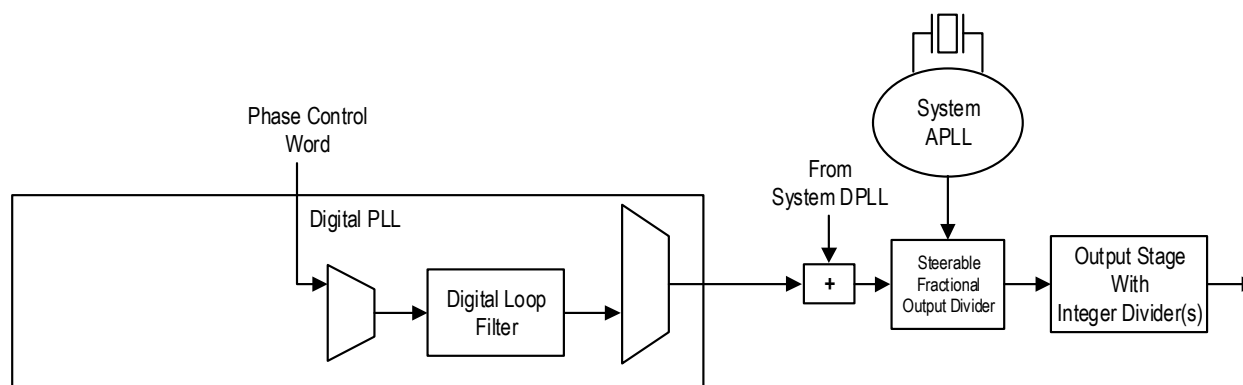 Phase Control
Word
Digital PLL
Digital Loop
Filter
From
System DPLL
+
System
APLL
Steerable
Fractional
Output Divider
Output Stage
With
Integer Divider(s)